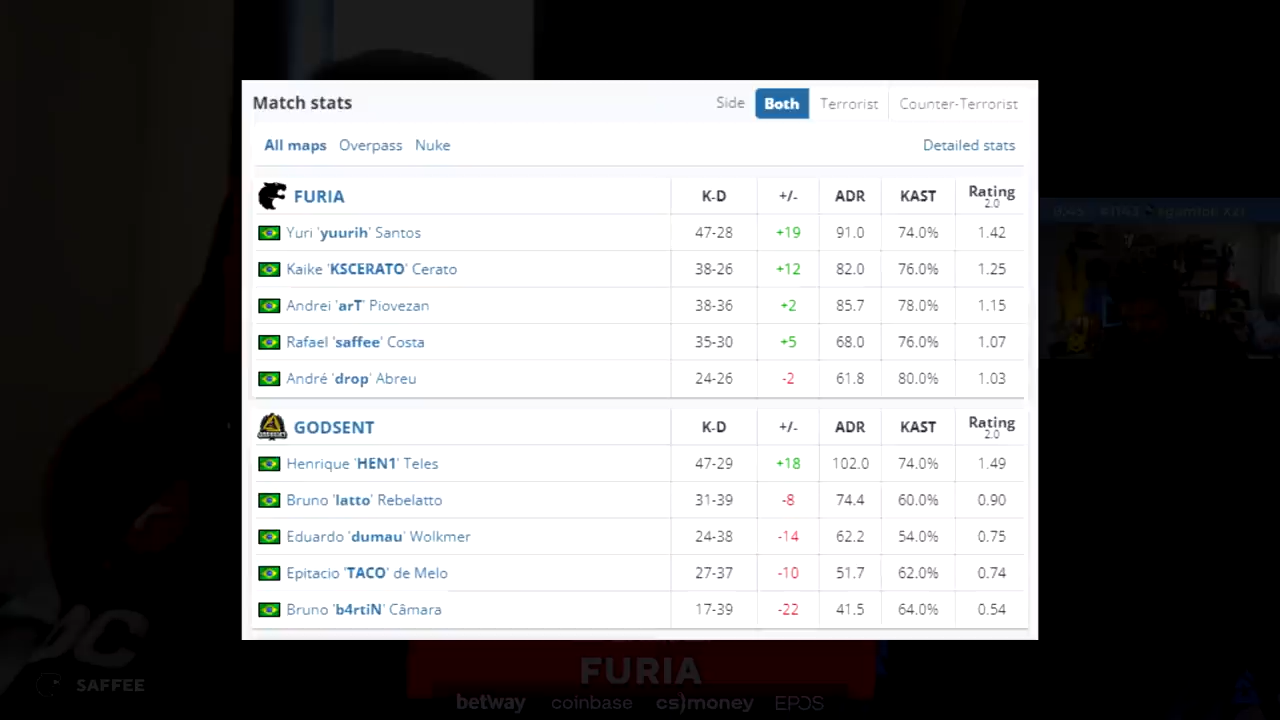 Match stats Side Both Terrorist Counter-Terrorist
All maps Overpass Nuke Detailed stats
FURIA K-D +/- ADR KAST Rating 2.0
Yuri 'yuurih' Santos 47-28 +19 91.0 74.0% 1.42
Kaike 'KSCERATO' Cerato 38-26 +12 82.0 76.0% 1.25
Andrei 'arT' Piovezan 38-36 +2 85.7 78.0% 1.15
Rafael 'saffee' Costa 35-30 +5 68.0 76.0% 1.07
André 'drop' Abreu 24-26 -2 61.8 80.0% 1.03
GODSENT K-D +/- ADR KAST Rating 2.0
Henrique 'HEN1' Teles 47-29 +18 102.0 74.0% 1.49
Bruno 'latto' Rebelatto 31-39 -8 74.4 60.0% 0.90
Eduardo 'dumau' Wolkmer 24-38 -14 62.2 54.0% 0.75
Epitacio 'TACO' de Melo 27-37 -10 51.7 62.0% 0.74
Bruno 'b4rtiN' Câmara 17-39 -22 41.5 64.0% 0.54
FURIA
SAFFEE
betway coinbase cs)money EPOS